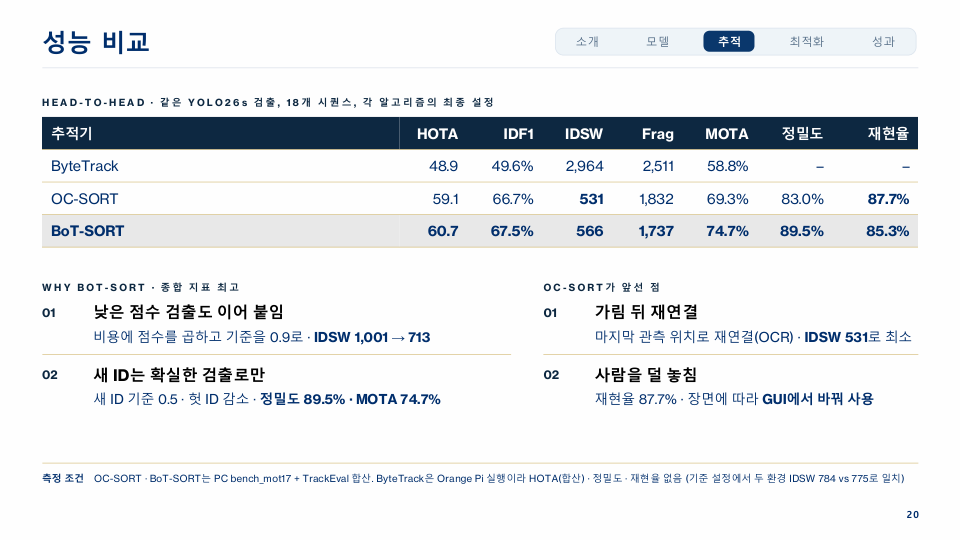 성능 비교
소개 모델 추적 최적화 성과
HEAD-TO-HEAD · 같은 YOLO26s 검출, 18개 시퀀스, 각 알고리즘의 최종 설정
추적기 HOTA IDF1 IDSW Frag MOTA 정밀도 재현율
ByteTrack 48.9 49.6% 2,964 2,511 58.8% – –
OC-SORT 59.1 66.7% 531 1,832 69.3% 83.0% 87.7%
BoT-SORT 60.7 67.5% 566 1,737 74.7% 89.5% 85.3%
WHY BOT-SORT · 종합 지표 최고
01 낮은 점수 검출도 이어 붙임
비용에 점수를 곱하고 기준을 0.9로 · IDSW 1,001 → 713
02 새 ID는 확실한 검출로만
새 ID 기준 0.5 · 헛 ID 감소 · 정밀도 89.5% · MOTA 74.7%
OC-SORT가 앞선 점
01 가림 뒤 재연결
마지막 관측 위치로 재연결(OCR) · IDSW 531로 최소
02 사람을 덜 놓침
재현율 87.7% · 장면에 따라 GUI에서 바꿔 사용
측정 조건 OC-SORT · BoT-SORT는 PC bench_mot17 + TrackEval 합산. ByteTrack은 Orange Pi 실행이라 HOTA(합산) · 정밀도 · 재현율 없음 (기준 설정에서 두 환경 IDSW 784 vs 775로 일치)
20